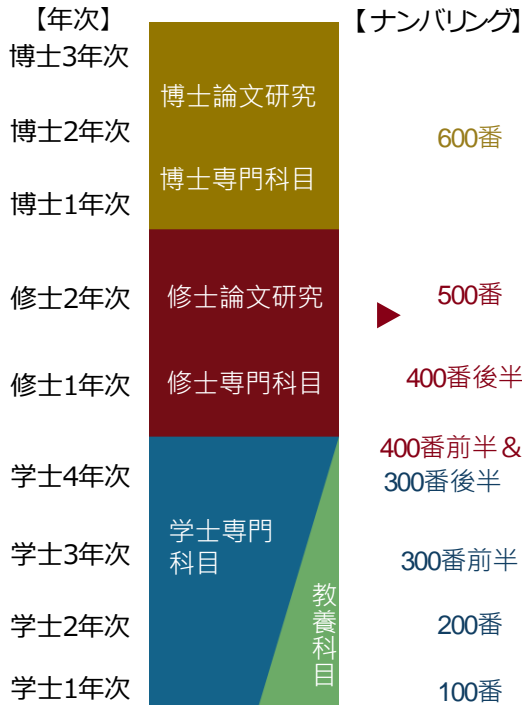 【年次】
【ナンバリング】
博士3年次
博士論文研究
博士2年次
600番
博士専門科目
博士1年次
修士2年次
修士論文研究
500番
修士1年次
修士専門科目
400番後半
400番前半＆
学士4年次
300番後半
学士専門
科目
学士3年次
300番前半
教養科目
学士2年次
200番
学士1年次
100番